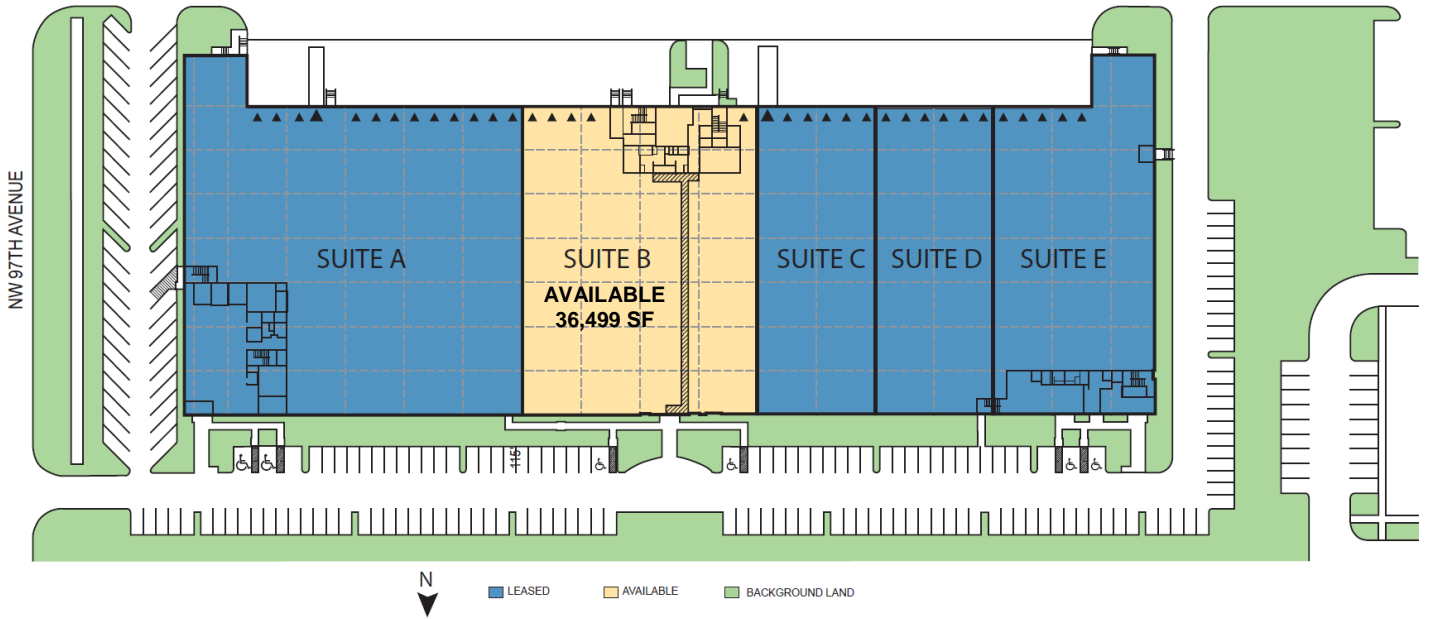 NW 97TH AVENUE
SUITE A
SUITE B
AVAILABLE
36,499 SF
SUITE C
SUITE D
SUITE E
115'
N
LEASED
AVAILABLE
BACKGROUND LAND